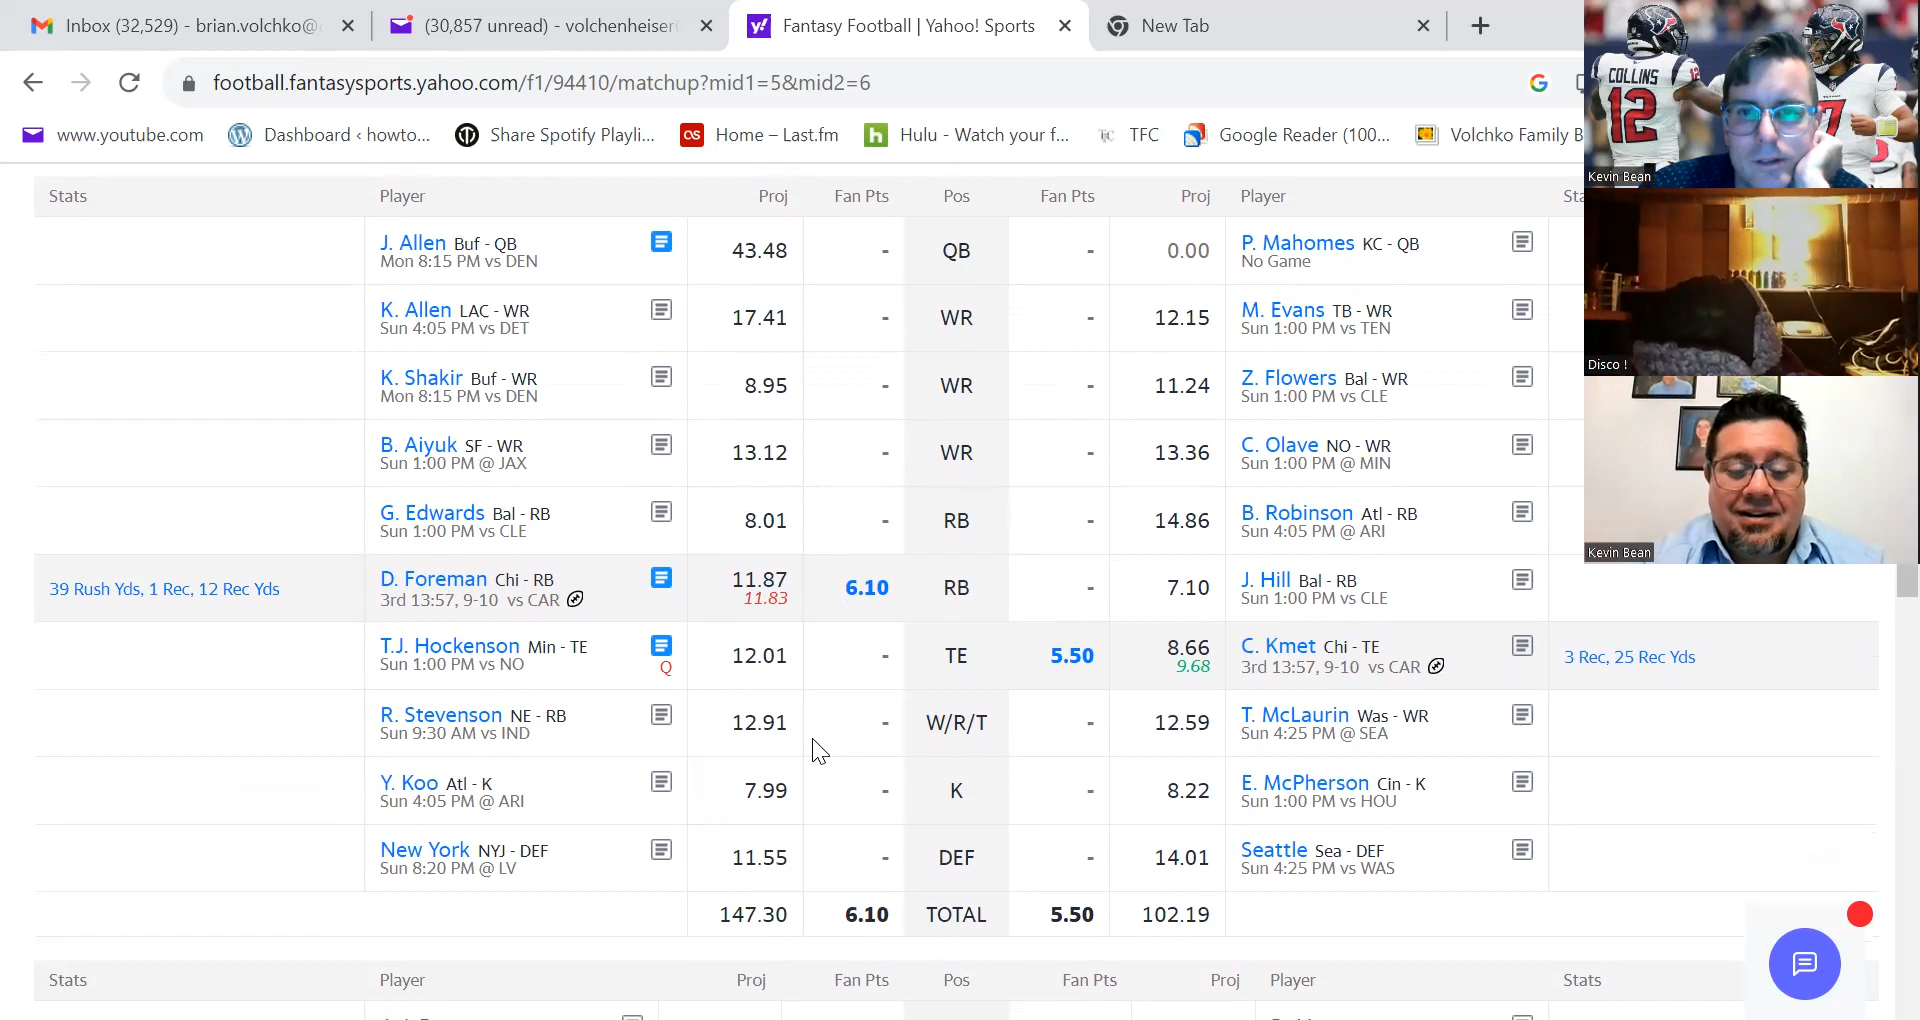 Inbox (32,529) - brian.volchko@
(30,857 unread) - volchenheiser
Fantasy Football | Yahoo! Sports
New Tab
football.fantasysports.yahoo.com/f1/94410/matchup?mid1=5&mid2=6
www.youtube.com
Dashboard ‹ howto...
Share Spotify Playli...
Home – Last.fm
Hulu - Watch your f...
TFC
Google Reader (100...
Volchko Family B
COLLINS
12
12
7
Kevin Bean
Disco !
Kevin Bean
Stats Player Proj Fan Pts Pos Fan Pts Proj Player Sta
J. Allen Buf - QB 43.48 - QB - 0.00 P. Mahomes KC - QB
Mon 8:15 PM vs DEN No Game
K. Allen LAC - WR 17.41 - WR - 12.15 M. Evans TB - WR
Sun 4:05 PM vs DET Sun 1:00 PM vs TEN
K. Shakir Buf - WR 8.95 - WR - 11.24 Z. Flowers Bal - WR
Mon 8:15 PM vs DEN Sun 1:00 PM vs CLE
B. Aiyuk SF - WR 13.12 - WR - 13.36 C. Olave NO - WR
Sun 1:00 PM @ JAX Sun 1:00 PM @ MIN
G. Edwards Bal - RB 8.01 - RB - 14.86 B. Robinson Atl - RB
Sun 1:00 PM vs CLE Sun 4:05 PM @ ARI
39 Rush Yds, 1 Rec, 12 Rec Yds D. Foreman Chi - RB 11.87 6.10 RB - 7.10 J. Hill Bal - RB
3rd 13:57, 9-10 vs CAR 11.83 Sun 1:00 PM vs CLE
T.J. Hockenson Min - TE 12.01 - TE 5.50 8.66 C. Kmet Chi - TE 3 Rec, 25 Rec Yds
Sun 1:00 PM vs NO Q 9.68 3rd 13:57, 9-10 vs CAR
R. Stevenson NE - RB 12.91 - W/R/T - 12.59 T. McLaurin Was - WR
Sun 9:30 AM vs IND Sun 4:25 PM @ SEA
Y. Koo Atl - K 7.99 - K - 8.22 E. McPherson Cin - K
Sun 4:05 PM @ ARI Sun 1:00 PM vs HOU
New York NYJ - DEF 11.55 - DEF - 14.01 Seattle Sea - DEF
Sun 8:20 PM @ LV Sun 4:25 PM vs WAS
147.30 6.10 TOTAL 5.50 102.19
Stats Player Proj Fan Pts Pos Fan Pts Proj Player Stats